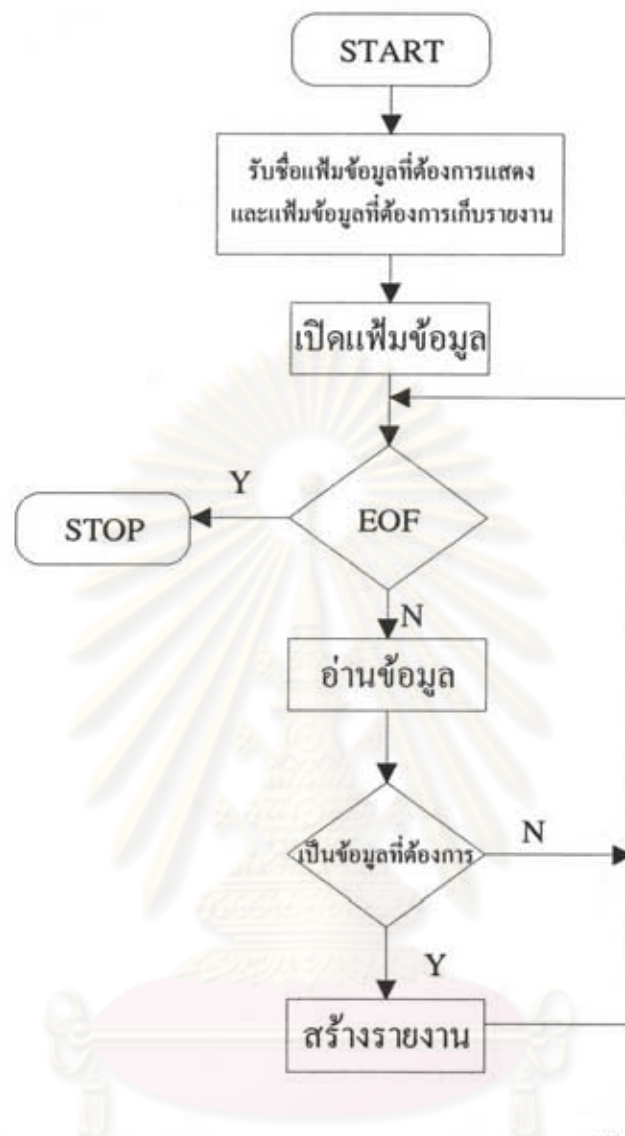 START
รับชื่อแฟ้มข้อมูลที่ต้องการแสดง
และแฟ้มข้อมูลที่ต้องการเก็บรายงาน
เปิดแฟ้มข้อมูล
Y
EOF
STOP
N
อ่านข้อมูล
เป็นข้อมูลที่ต้องการ
N
Y
สร้างรายงาน